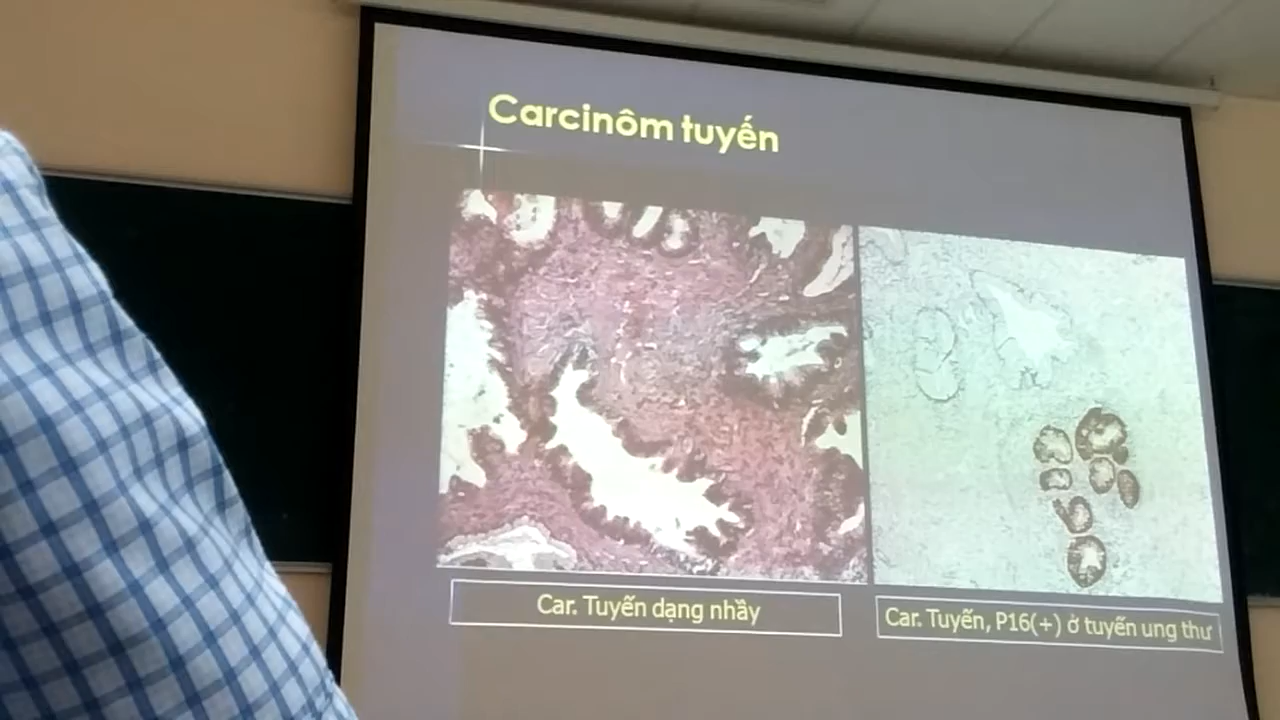 Carcinôm tuyến
Car. Tuyến dạng nhầy
Car. Tuyến, P16(+) ở tuyến ung thư